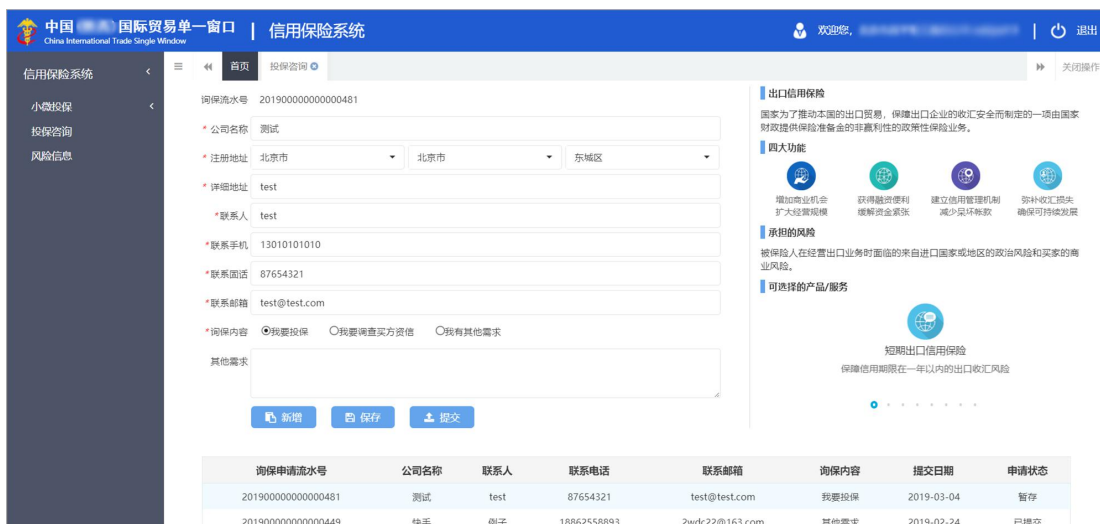 中国 国际贸易单一窗口 | 信用保险系统
China International Trade Single Window
欢迎您,
退出
信用保险系统
小微投保
投保咨询
风险信息
首页
投保咨询
关闭操作
询保流水号 201900000000000481
* 公司名称 测试
* 注册地址 北京市 北京市 东城区
* 详细地址 test
*联系人 test
*联系手机 13010101010
*联系固话 87654321
*联系邮箱 test@test.com
*询保内容 我要投保 我要调查买方资信 我有其他需求
其他需求
新增 保存 提交
出口信用保险
国家为了推动本国的出口贸易,保障出口企业的收汇安全而制定的一项由国家
财政提供保险准备金的非赢利性的政策性保险业务。
四大功能
增加商业机会 获得融资便利 建立信用管理机制 弥补收汇损失
扩大经营规模 缓解资金紧张 减少呆坏帐款 确保可持续发展
承担的风险
被保险人在经营出口业务时面临的来自进口国家或地区的政治风险和买家的商
业风险。
可选择的产品/服务
短期出口信用保险
保障信用期限在一年以内的出口收汇风险
询保申请流水号 公司名称 联系人 联系电话 联系邮箱 询保内容 提交日期 申请状态
201900000000000481 测试 test 87654321 test@test.com 我要投保 2019-03-04 暂存
201900000000000449 快手 例子 18862558893 2wdc22@163.com 其他需求 2019-02-24 已提交